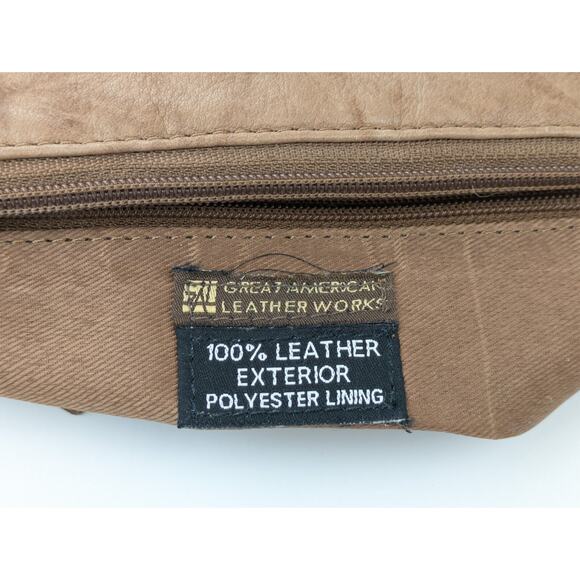 GREAT AMERICAN
LEATHER WORKS
100% LEATHER
EXTERIOR
POLYESTER LINING